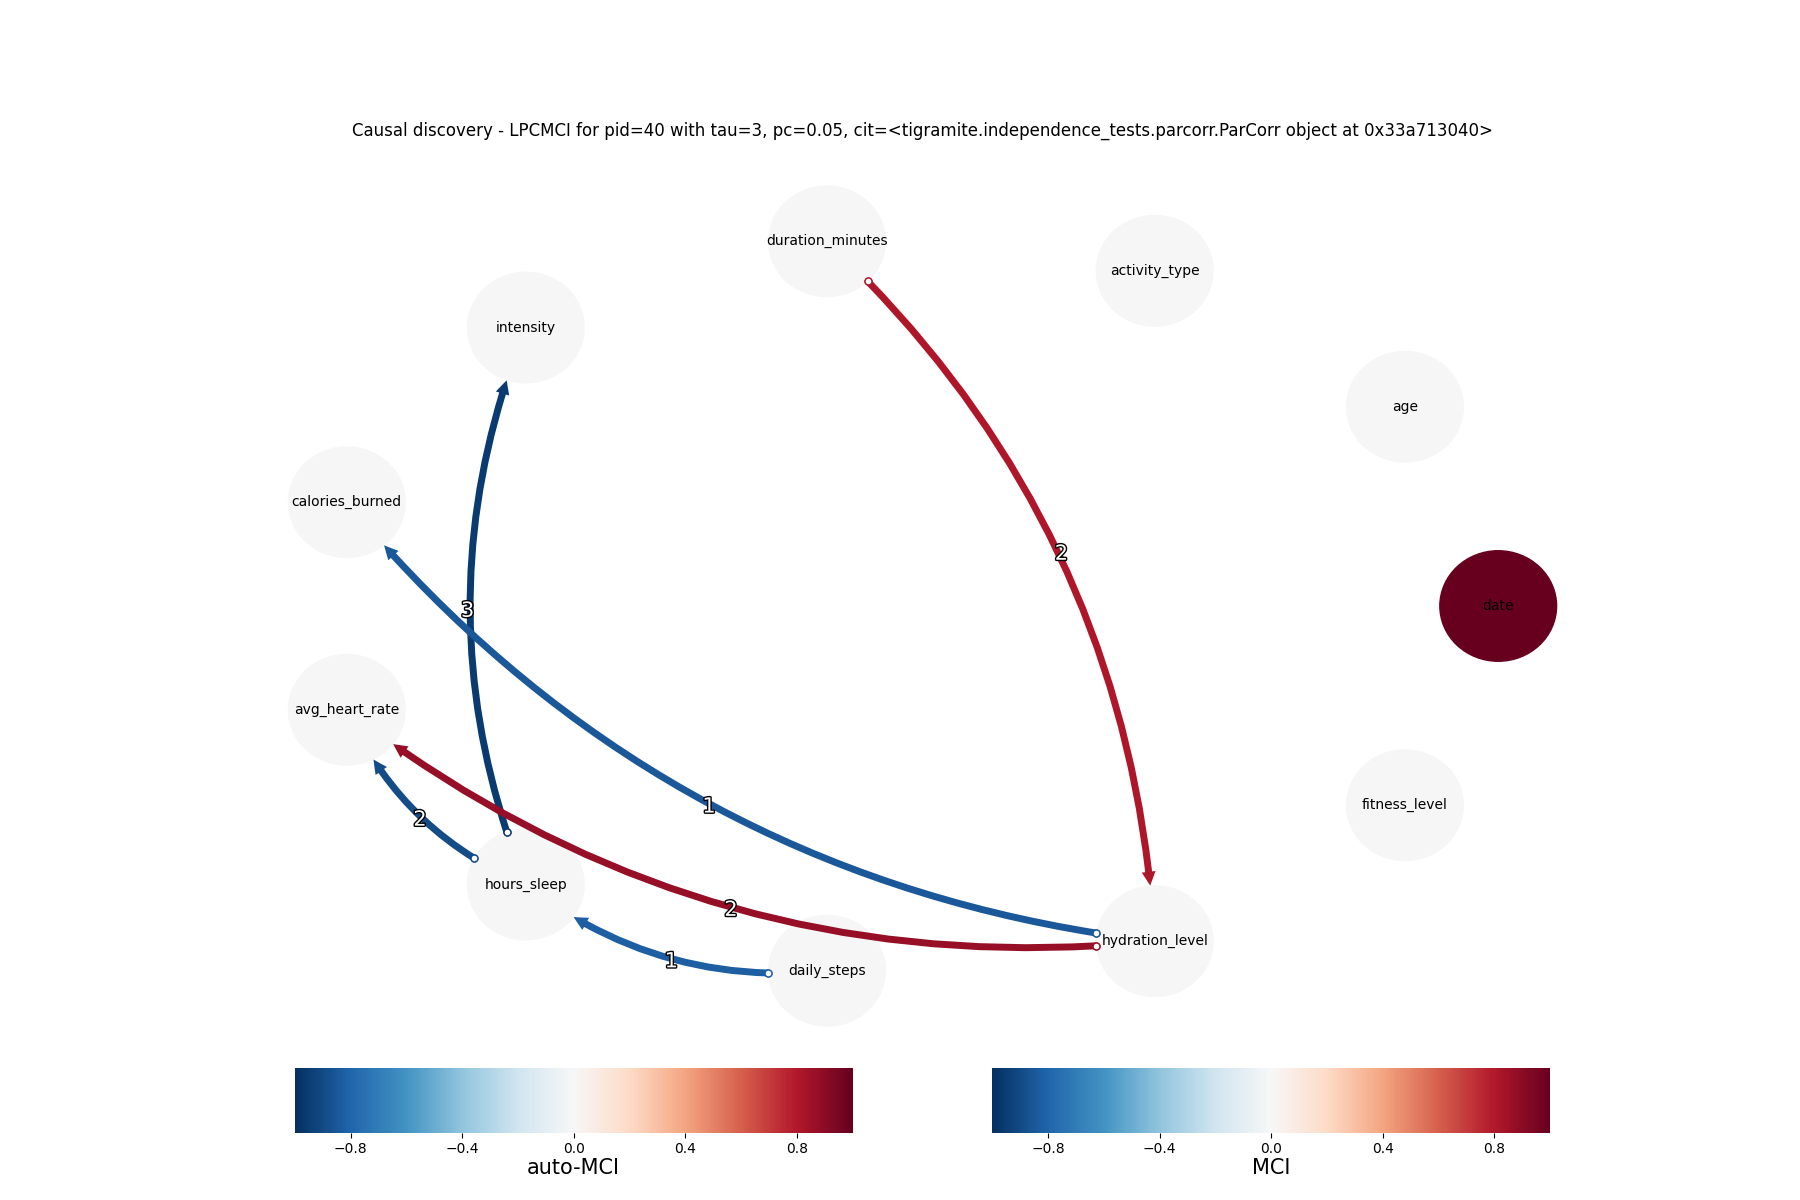 Causal discovery - LPCMCI for pid=40 with tau=3, pc=0.05, cit=<tigramite.independence_tests.parcorr.ParCorr object at 0x33a713040>
duration_minutes
activity_type
intensity
age
calories_burned
2
date
3
avg_heart_rate
1
fitness_level
2
hours_sleep
2
hydration_level
1
daily_steps
−0.8 −0.4 0.0 0.4 0.8
auto-MCI
−0.8 −0.4 0.0 0.4 0.8
MCI